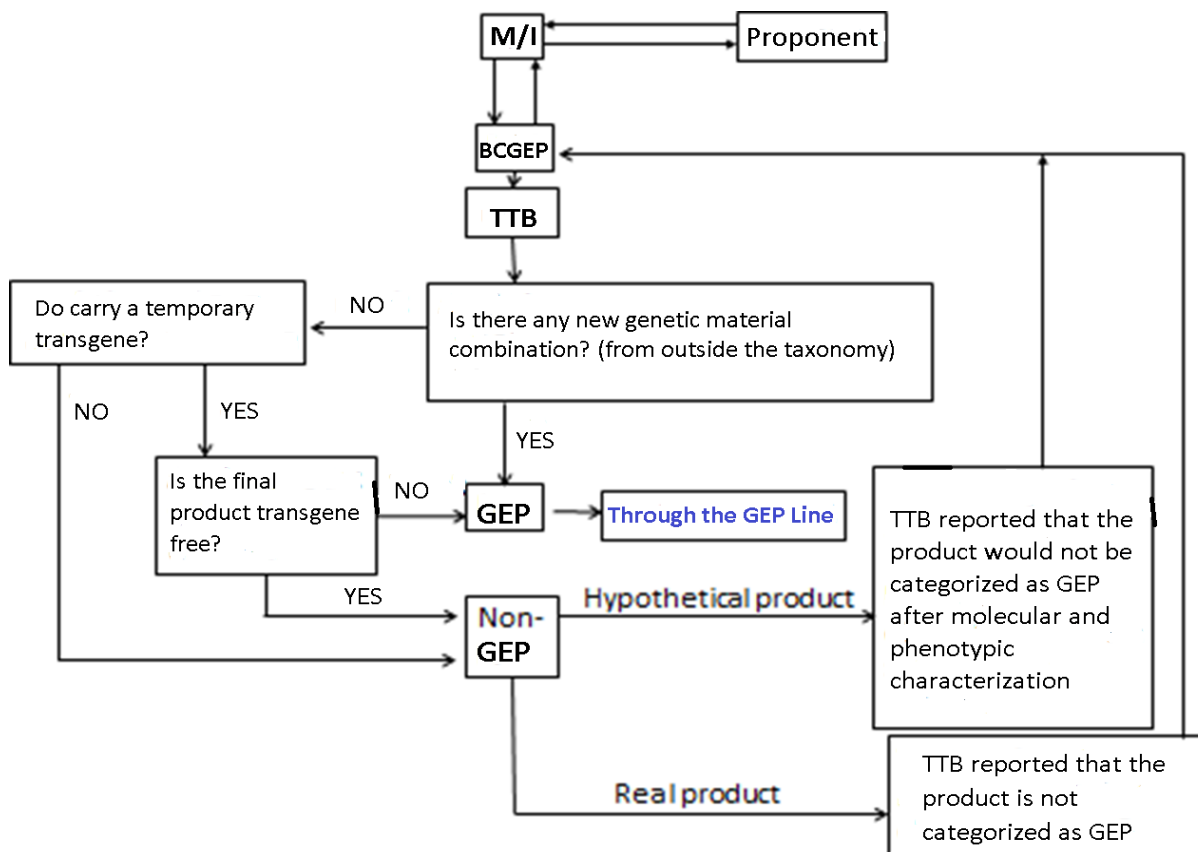 M/I
Proponent
BCGEP
TTB
Do carry a temporary
transgene?
NO
Is there any new genetic material
combination? (from outside the taxonomy)
NO
YES
YES
Is the final
product transgene
free?
NO
GEP
Through the GEP Line
TTB reported that the
product would not be
categorized as GEP
after molecular and
phenotypic
characterization
YES
Non-
GEP
Hypothetical product
Real product
TTB reported that the
product is not
categorized as GEP